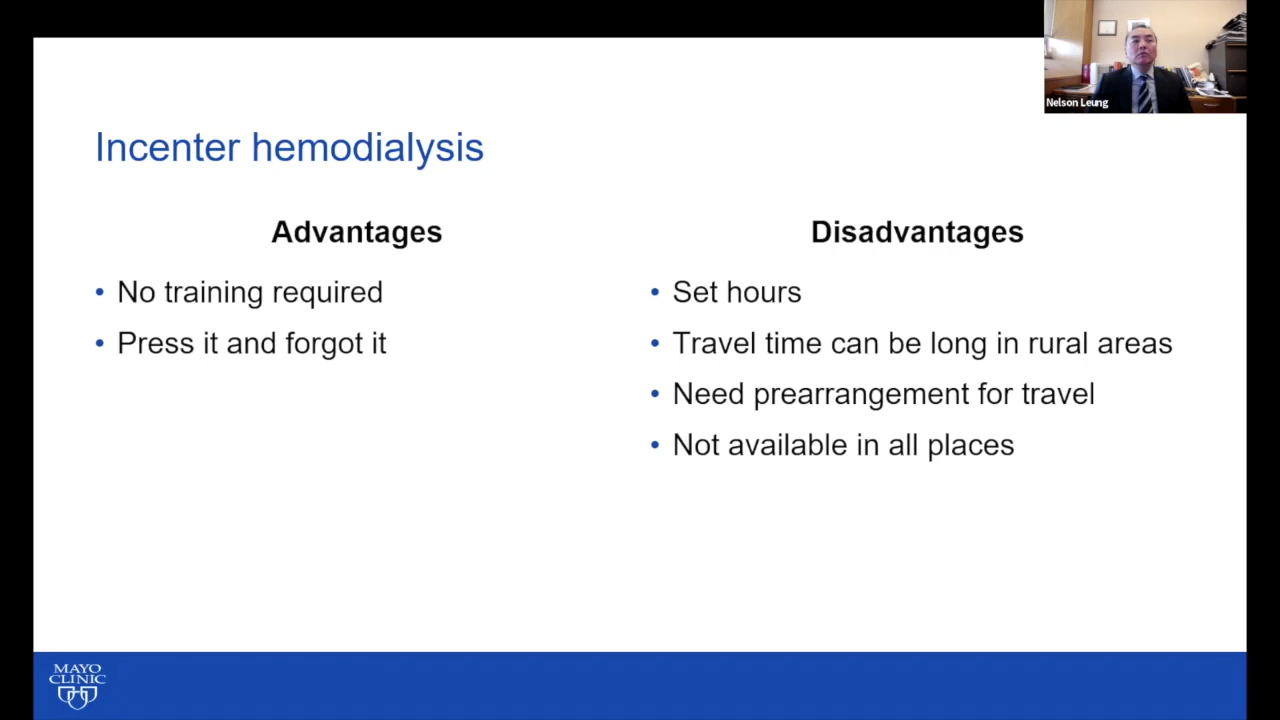 Nelson Leung
Incenter hemodialysis
Advantages
• No training required
• Press it and forgot it
Disadvantages
• Set hours
• Travel time can be long in rural areas
• Need prearrangement for travel
• Not available in all places
MAYO
CLINIC